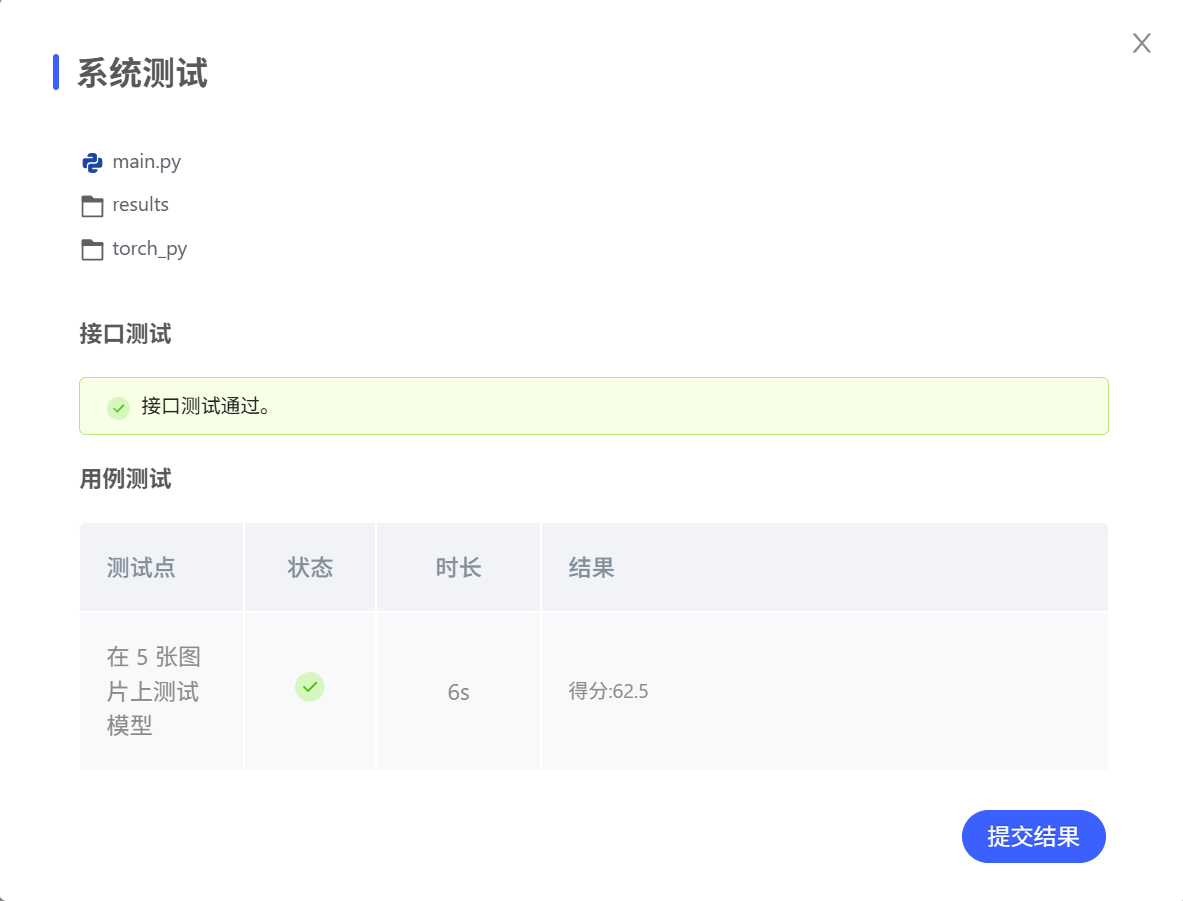 系统测试
main.py
results
torch_py
接口测试
接口测试通过。
用例测试
测试点 状态 时长 结果
在 5 张图
片上测试
模型
6s
得分:62.5
提交结果